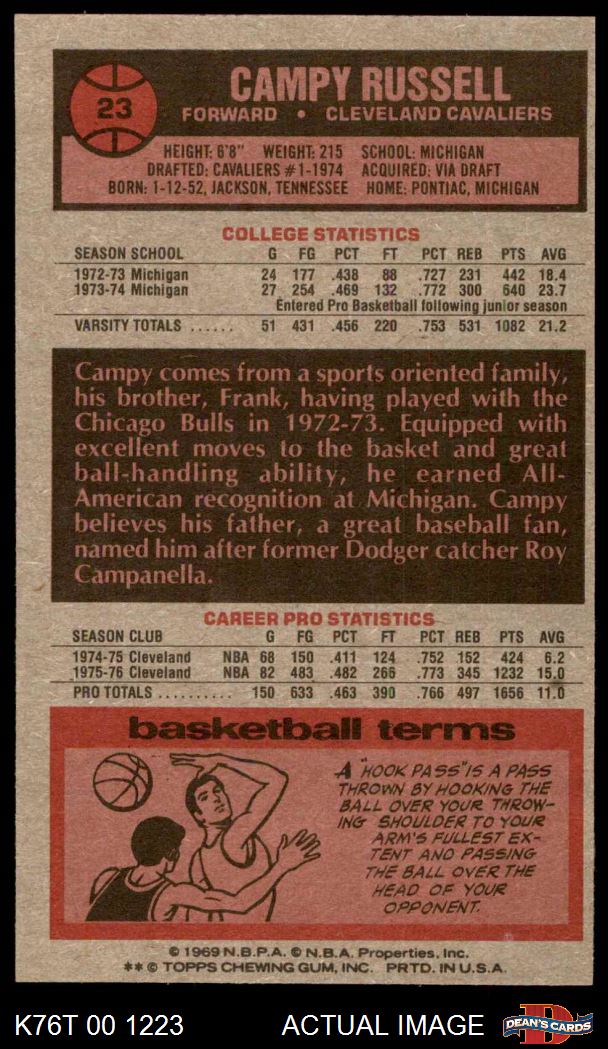 23
CAMPY RUSSELL
FORWARD • CLEVELAND CAVALIERS
HEIGHT: 6'8" WEIGHT: 215 SCHOOL: MICHIGAN
DRAFTED: CAVALIERS #1-1974 ACQUIRED: VIA DRAFT
BORN: 1-12-52, JACKSON, TENNESSEE HOME: PONTIAC, MICHIGAN
COLLEGE STATISTICS
SEASON SCHOOL G FG PCT FT PCT REB PTS AVG
1972-73 Michigan 24 177 .438 88 .727 231 442 18.4
1973-74 Michigan 27 254 .469 132 .772 300 640 23.7
Entered Pro Basketball following junior season
VARSITY TOTALS ...... 51 431 .456 220 .753 531 1082 21.2
Campy comes from a sports oriented family,
his brother, Frank, having played with the
Chicago Bulls in 1972-73. Equipped with
excellent moves to the basket and great
ball-handling ability, he earned All-
American recognition at Michigan. Campy
believes his father, a great baseball fan,
named him after former Dodger catcher Roy
Campanella.
CAREER PRO STATISTICS
SEASON CLUB G FG PCT FT PCT REB PTS AVG
1974-75 Cleveland NBA 68 150 .411 124 .752 152 424 6.2
1975-76 Cleveland NBA 82 483 .482 266 .773 345 1232 15.0
PRO TOTALS .......... 150 633 .463 390 .766 497 1656 11.0
basketball terms
A "HOOK PASS" IS A PASS
THROWN BY HOOKING THE
BALL OVER YOUR THROW-
ING SHOULDER TO YOUR
ARM'S FULLEST EX-
TENT AND PASSING
THE BALL OVER THE
HEAD OF YOUR
OPPONENT.
© 1969 N.B.P.A. © N.B.A. Properties, Inc.
** © TOPPS CHEWING GUM, INC. PRTD. IN U.S.A.
K76T 00 1223 ACTUAL IMAGE
D
DEAN'S CARDS